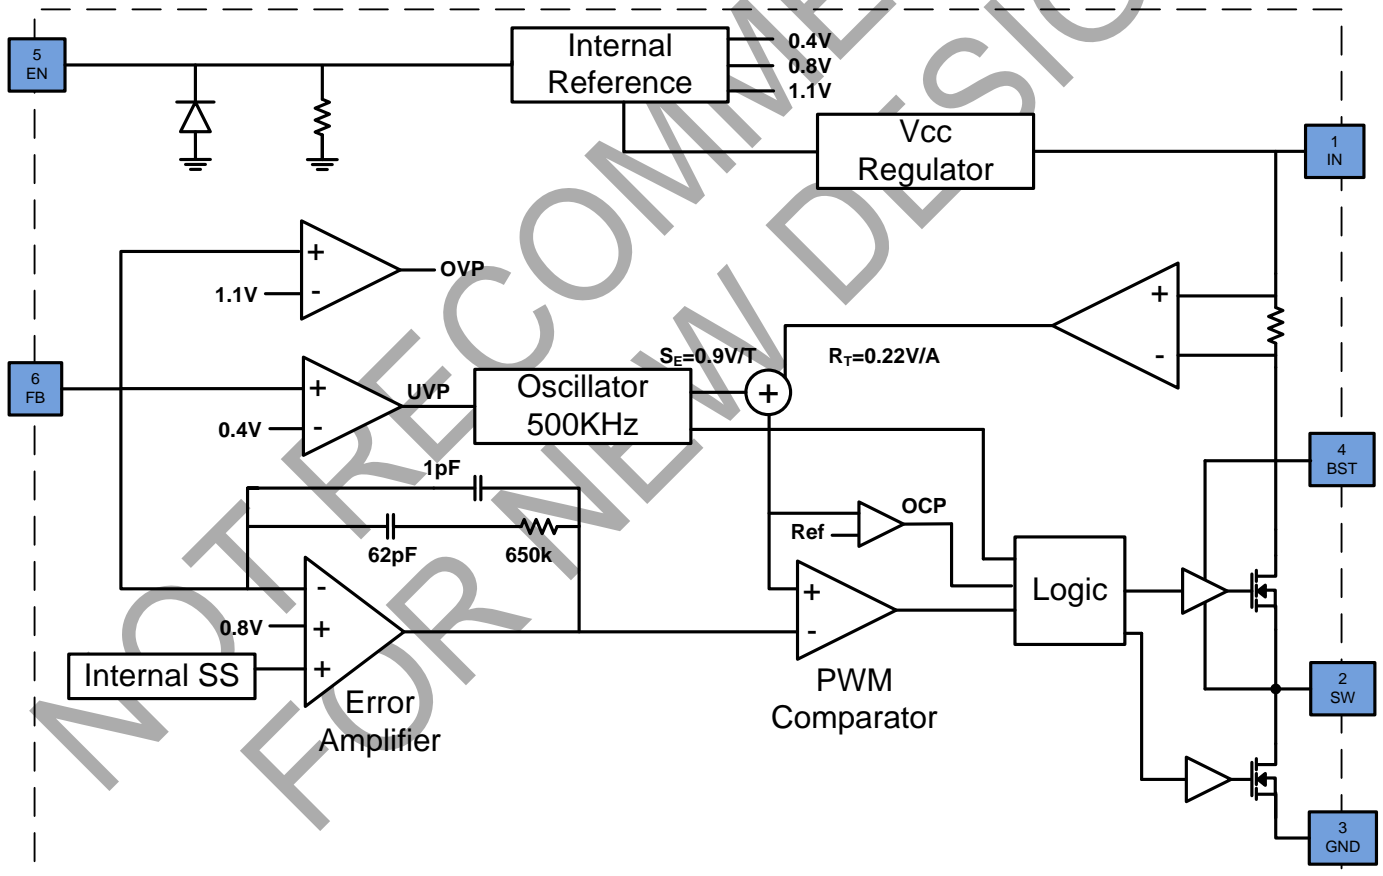 5
EN
Internal
Reference
0.4V
0.8V
1.1V
Vcc
Regulator
1
IN
+
-
OVP
1.1V
+
-
SE=0.9V/T
RT=0.22V/A
6
FB
+
-
UVP
0.4V
Oscillator
500KHz
+
4
BST
1pF
62pF
650k
Ref
OCP
Logic
-
+
+
0.8V
Internal SS
Error
Amplifier
+
-
PWM
Comparator
2
SW
3
GND
NOT RECOMME
FOR NEW DESIG